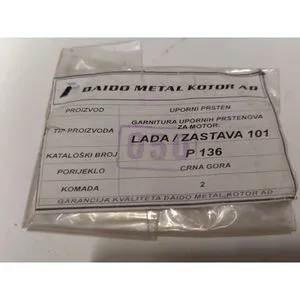 DAIDO METAL KOTOR AD
PROIZVOD UPORNI PRSTEN
TIP PROIZVODA GARNITURA UPORNIH PRSTENOVA
ZA MOTOR:
LADA / ZASTAVA 101
KATALOŠKI BROJ P 136
PORIJEKLO CRNA GORA
KOMADA 2
GARANCIJA KVALITETA DAIDO METAL KOTOR AD